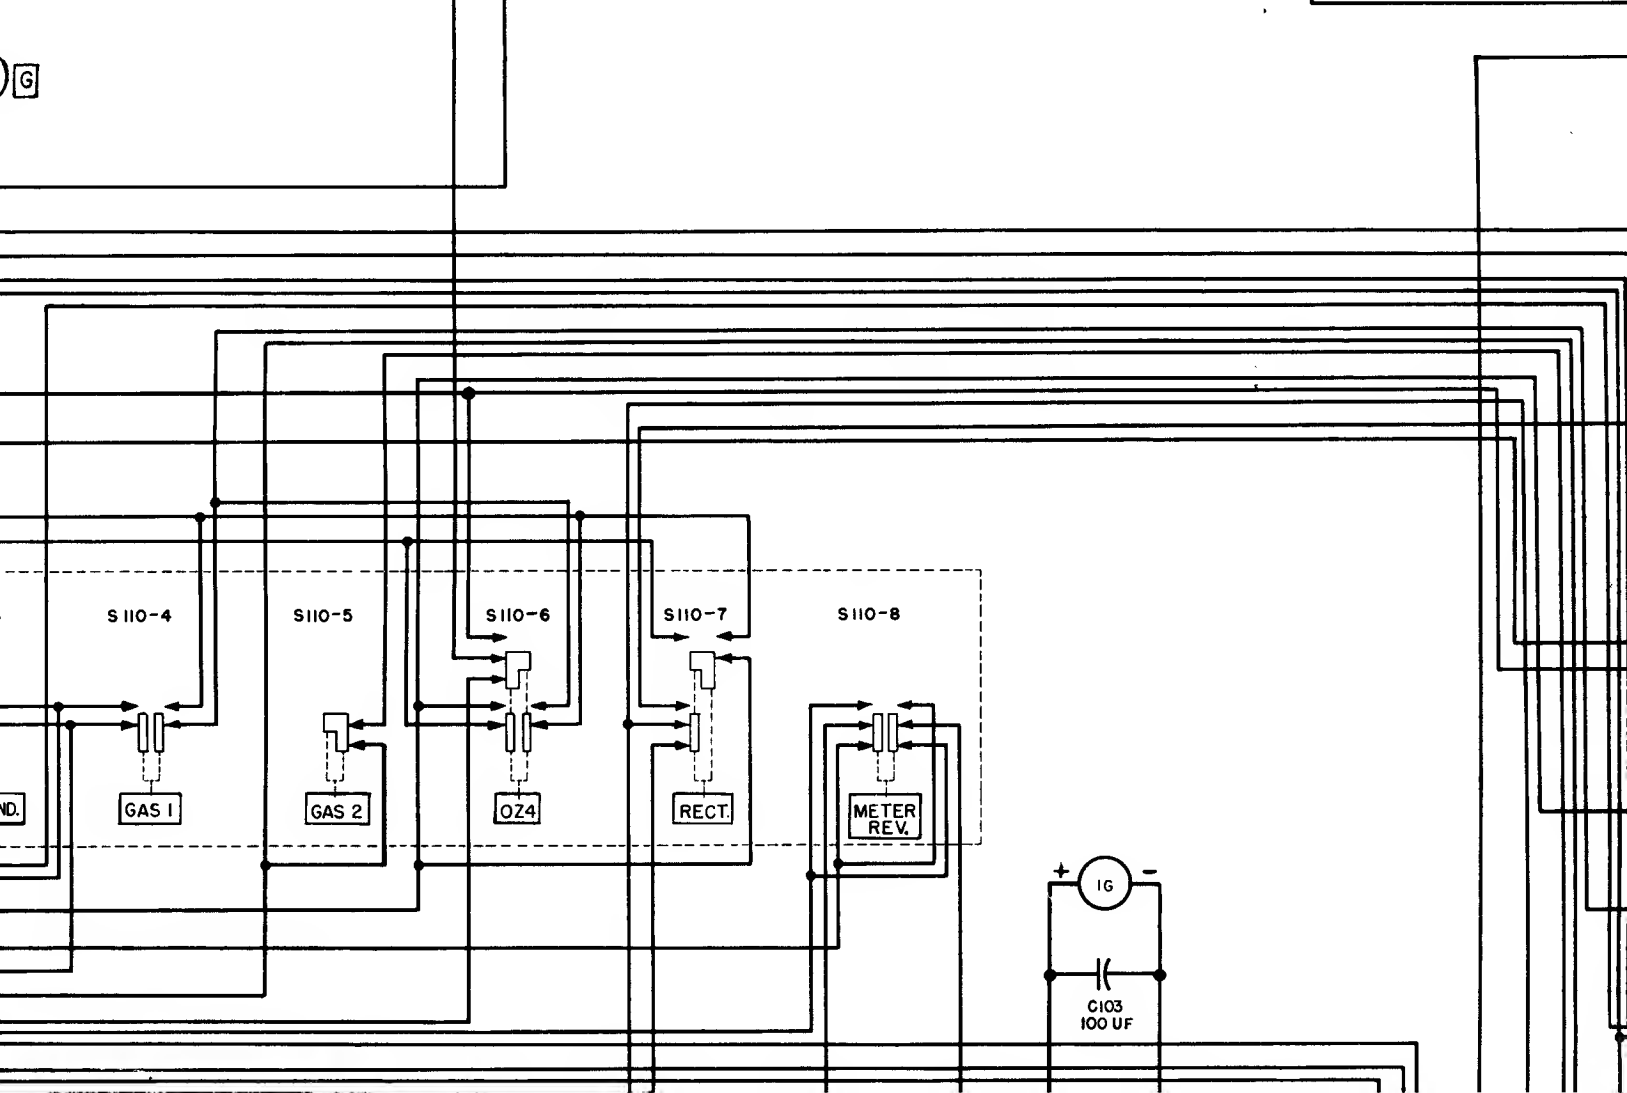 G
S110-4
S110-5
S110-6
S110-7
S110-8
ND.
GAS 1
GAS 2
OZ4
RECT.
METER
REV.
+
1G
-
C103
100 UF